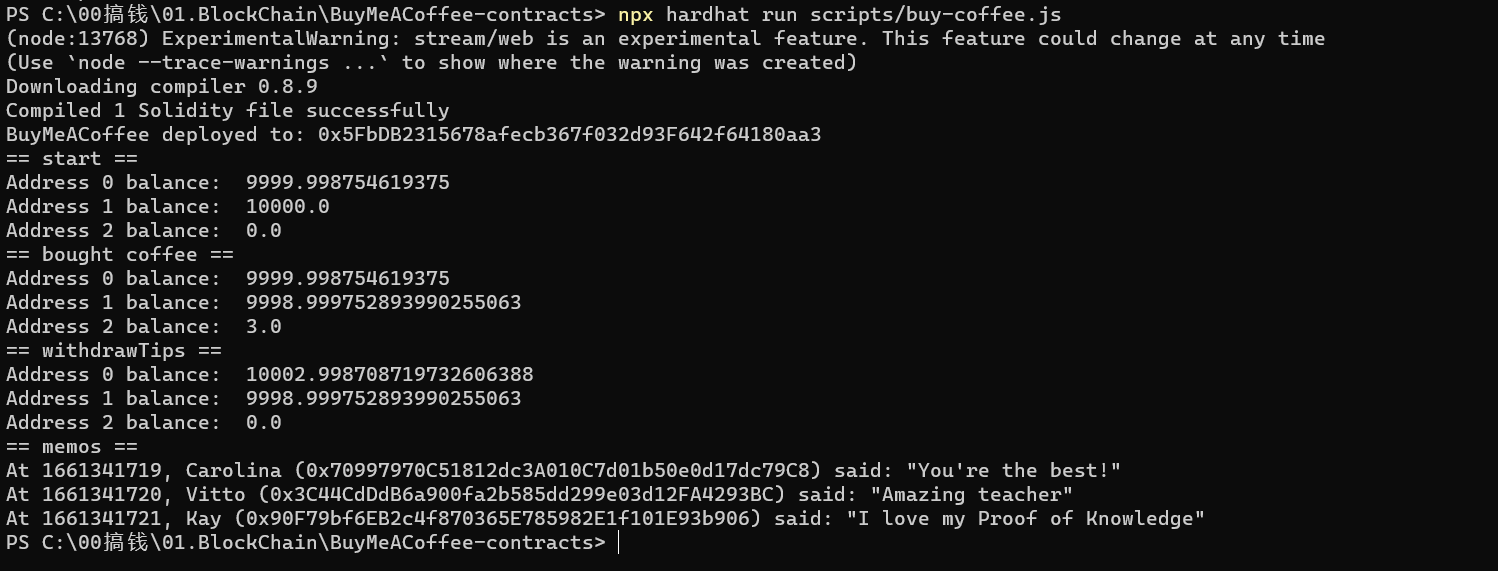 PS C:\00搞钱\01.BlockChain\BuyMeACoffee-contracts> npx hardhat run scripts/buy-coffee.js
(node:13768) ExperimentalWarning: stream/web is an experimental feature. This feature could change at any time
(Use `node --trace-warnings ...` to show where the warning was created)
Downloading compiler 0.8.9
Compiled 1 Solidity file successfully
BuyMeACoffee deployed to: 0x5FbDB2315678afecb367f032d93F642f64180aa3
== start ==
Address 0 balance:  9999.998754619375
Address 1 balance:  10000.0
Address 2 balance:  0.0
== bought coffee ==
Address 0 balance:  9999.998754619375
Address 1 balance:  9998.999752893990255063
Address 2 balance:  3.0
== withdrawTips ==
Address 0 balance:  10002.998708719732606388
Address 1 balance:  9998.999752893990255063
Address 2 balance:  0.0
== memos ==
At 1661341719, Carolina (0x70997970C51812dc3A010C7d01b50e0d17dc79C8) said: "You're the best!"
At 1661341720, Vitto (0x3C44CdDdB6a900fa2b585dd299e03d12FA4293BC) said: "Amazing teacher"
At 1661341721, Kay (0x90F79bf6EB2c4f870365E785982E1f101E93b906) said: "I love my Proof of Knowledge"
PS C:\00搞钱\01.BlockChain\BuyMeACoffee-contracts>